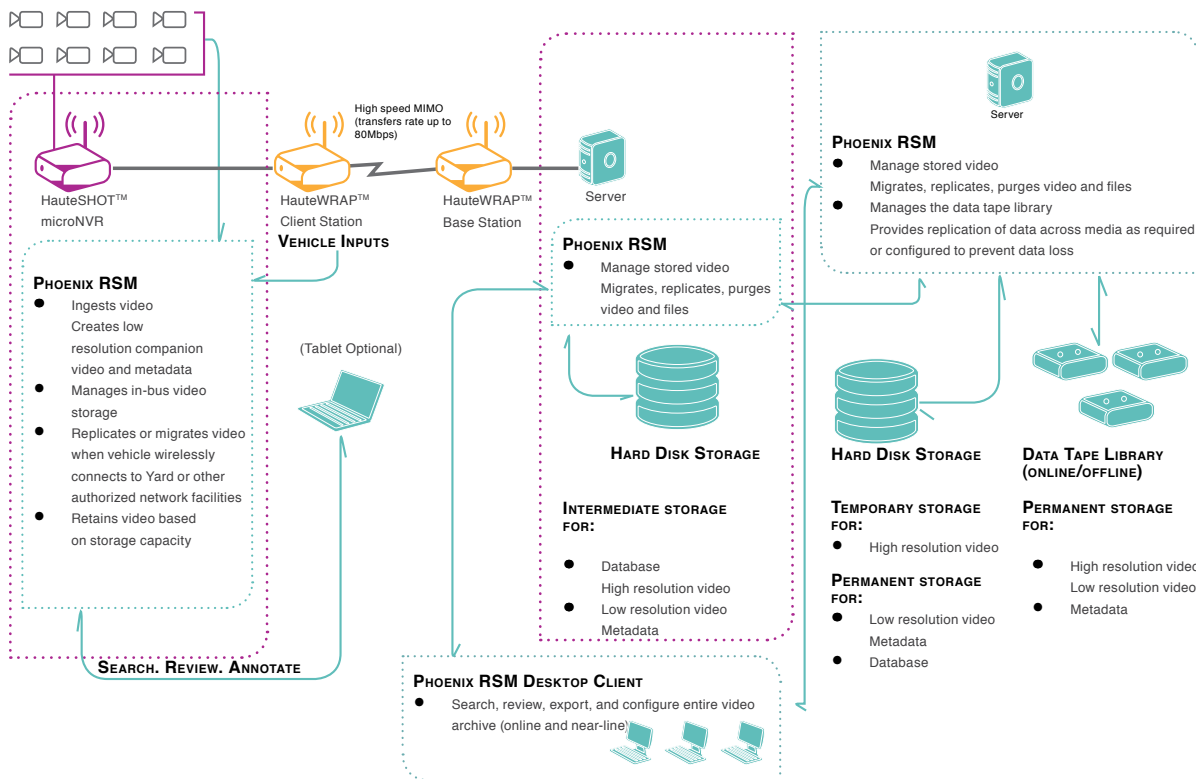 High speed MIMO
(transfers rate up to
80Mbps)
HauteSHOT™
microNVR
HauteWRAP™
Client Station
HauteWRAP™
Base Station
Server
Vehicle Inputs
Phoenix RSM
Ingests video
Creates low
resolution companion
video and metadata
Manages in-bus video
storage
Replicates or migrates video
when vehicle wirelessly
connects to Yard or other
authorized network facilities
Retains video based
on storage capacity
(Tablet Optional)
Search. Review. Annotate
Phoenix RSM
Manage stored video
Migrates, replicates, purges
video and files
Hard Disk Storage
Intermediate storage
for:
Database
High resolution video
Low resolution video
Metadata
Phoenix RSM Desktop Client
Search, review, export, and configure entire video
archive (online and near-line)
Server
Phoenix RSM
Manage stored video
Migrates, replicates, purges video and files
Manages the data tape library
Provides replication of data across media as required
or configured to prevent data loss
Hard Disk Storage
Temporary storage
for:
High resolution video
Permanent storage
for:
Low resolution video
Metadata
Database
Data Tape Library
(online/offline)
Permanent storage
for:
High resolution video
Low resolution video
Metadata